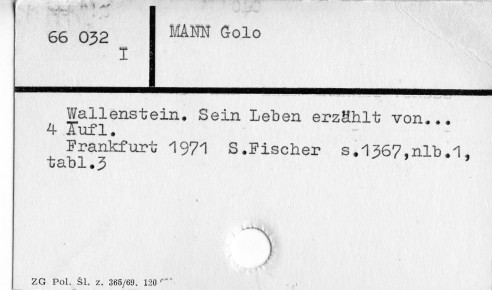 66 032
I
MANN Golo
Wallenstein. Sein Leben erzählt von...
4 Aufl.
Frankfurt 1971 S.Fischer s.1367,nlb.1,
tabl.3
ZG Pol. Śl. z. 365/69. 120